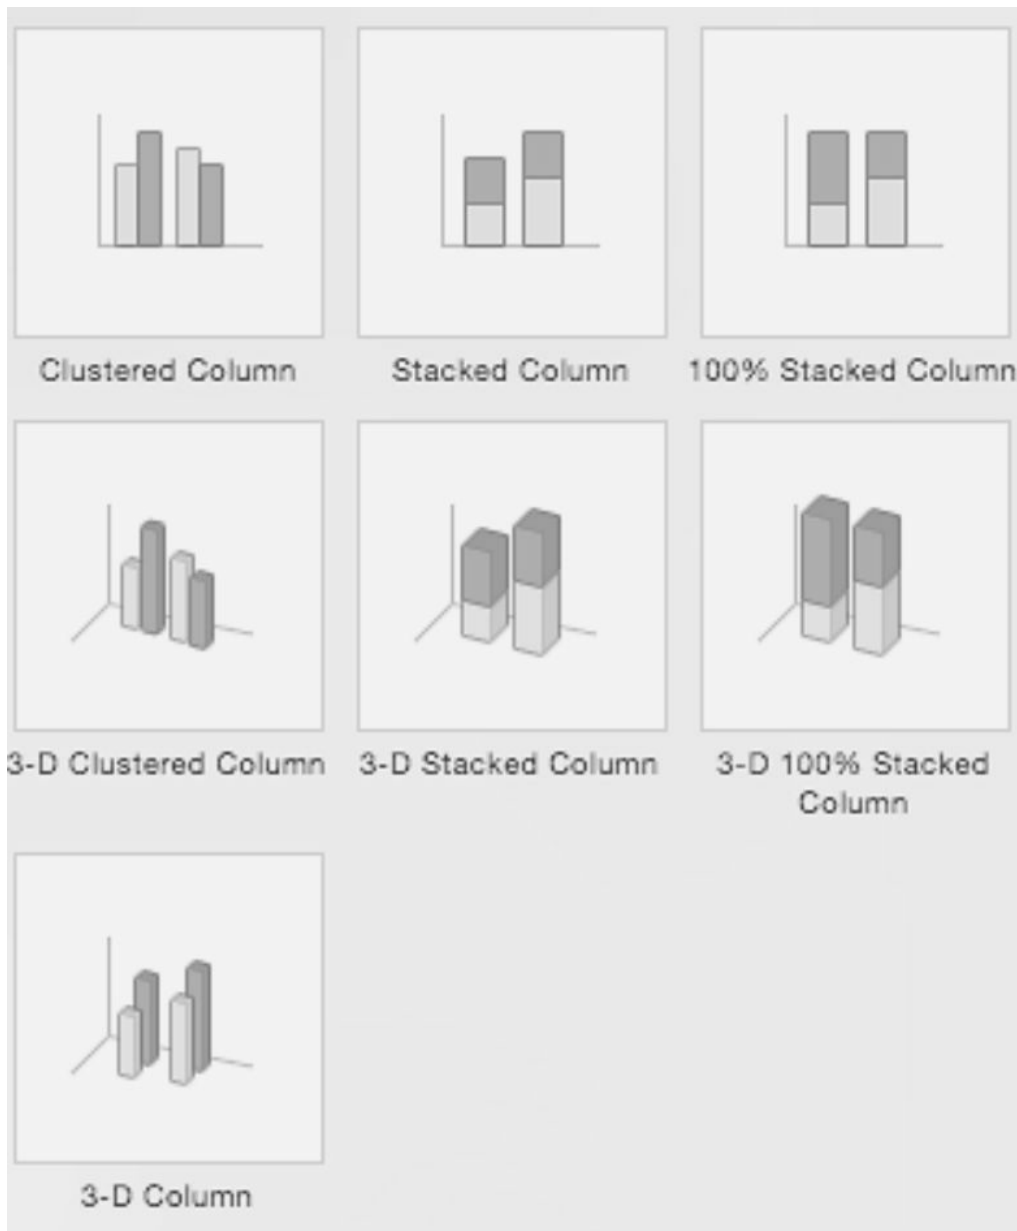 Clustered Column
Stacked Column
100% Stacked Column
3-D Clustered Column
3-D Stacked Column
3-D 100% Stacked
Column
3-D Column